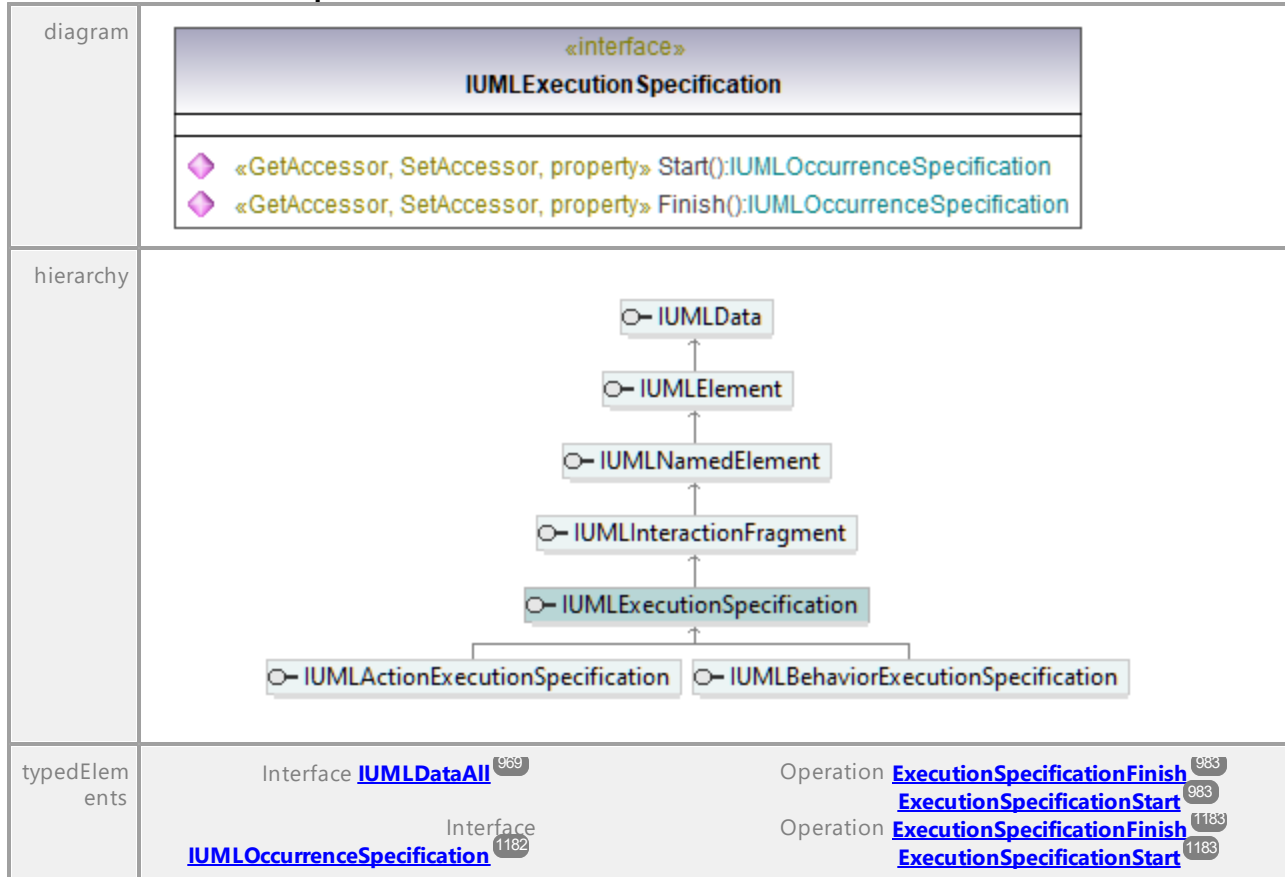 diagram
«interface»
IUMLExecutionSpecification
«GetAccessor, SetAccessor, property» Start():IUMLOccurrenceSpecification
«GetAccessor, SetAccessor, property» Finish():IUMLOccurrenceSpecification
hierarchy
IUMLData
IUMLElement
IUMLNamedElement
IUMLInteractionFragment
IUMLExecutionSpecification
IUMLActionExecutionSpecification IUMLBehaviorExecutionSpecification
typedElem
ents
Interface IUMLDataAll 969
Operation ExecutionSpecificationFinish 983
ExecutionSpecificationStart 983
Interface
IUMLOccurrenceSpecification 1182
Operation ExecutionSpecificationFinish 1183
ExecutionSpecificationStart 1183